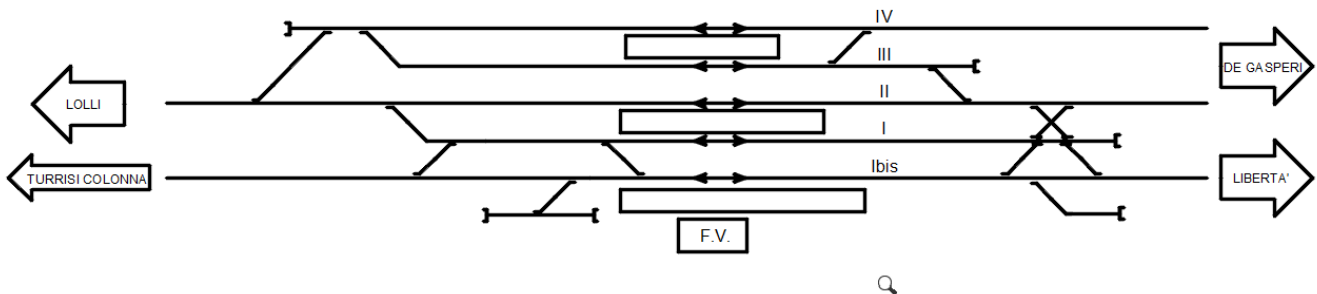 IV
III
DE GASPERI
LOLLI
II
I
TURRISI COLONNA
Ibis
LIBERTA'
F.V.